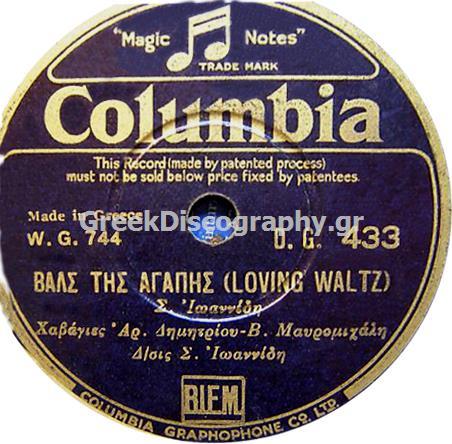 "Magic Notes"
TRADE MARK
Columbia
This Record (made by patented process)
must not be sold below price fixed by patentees.
Made in Greece
GreekDiscography.gr
W. G. 744 D. G. 433
ΒΑΛΣ ΤΗΣ ΑΓΑΠΗΣ (LOVING WALTZ)
Σ. Ἰωαννίδη
Χαβάγιες Ἀρ. Δημητρίου-Β. Μαυρομιχάλη
Δ/σις Σ. Ἰωαννίδη
B.I.E.M.
COLUMBIA GRAPHOPHONE CO. LTD.